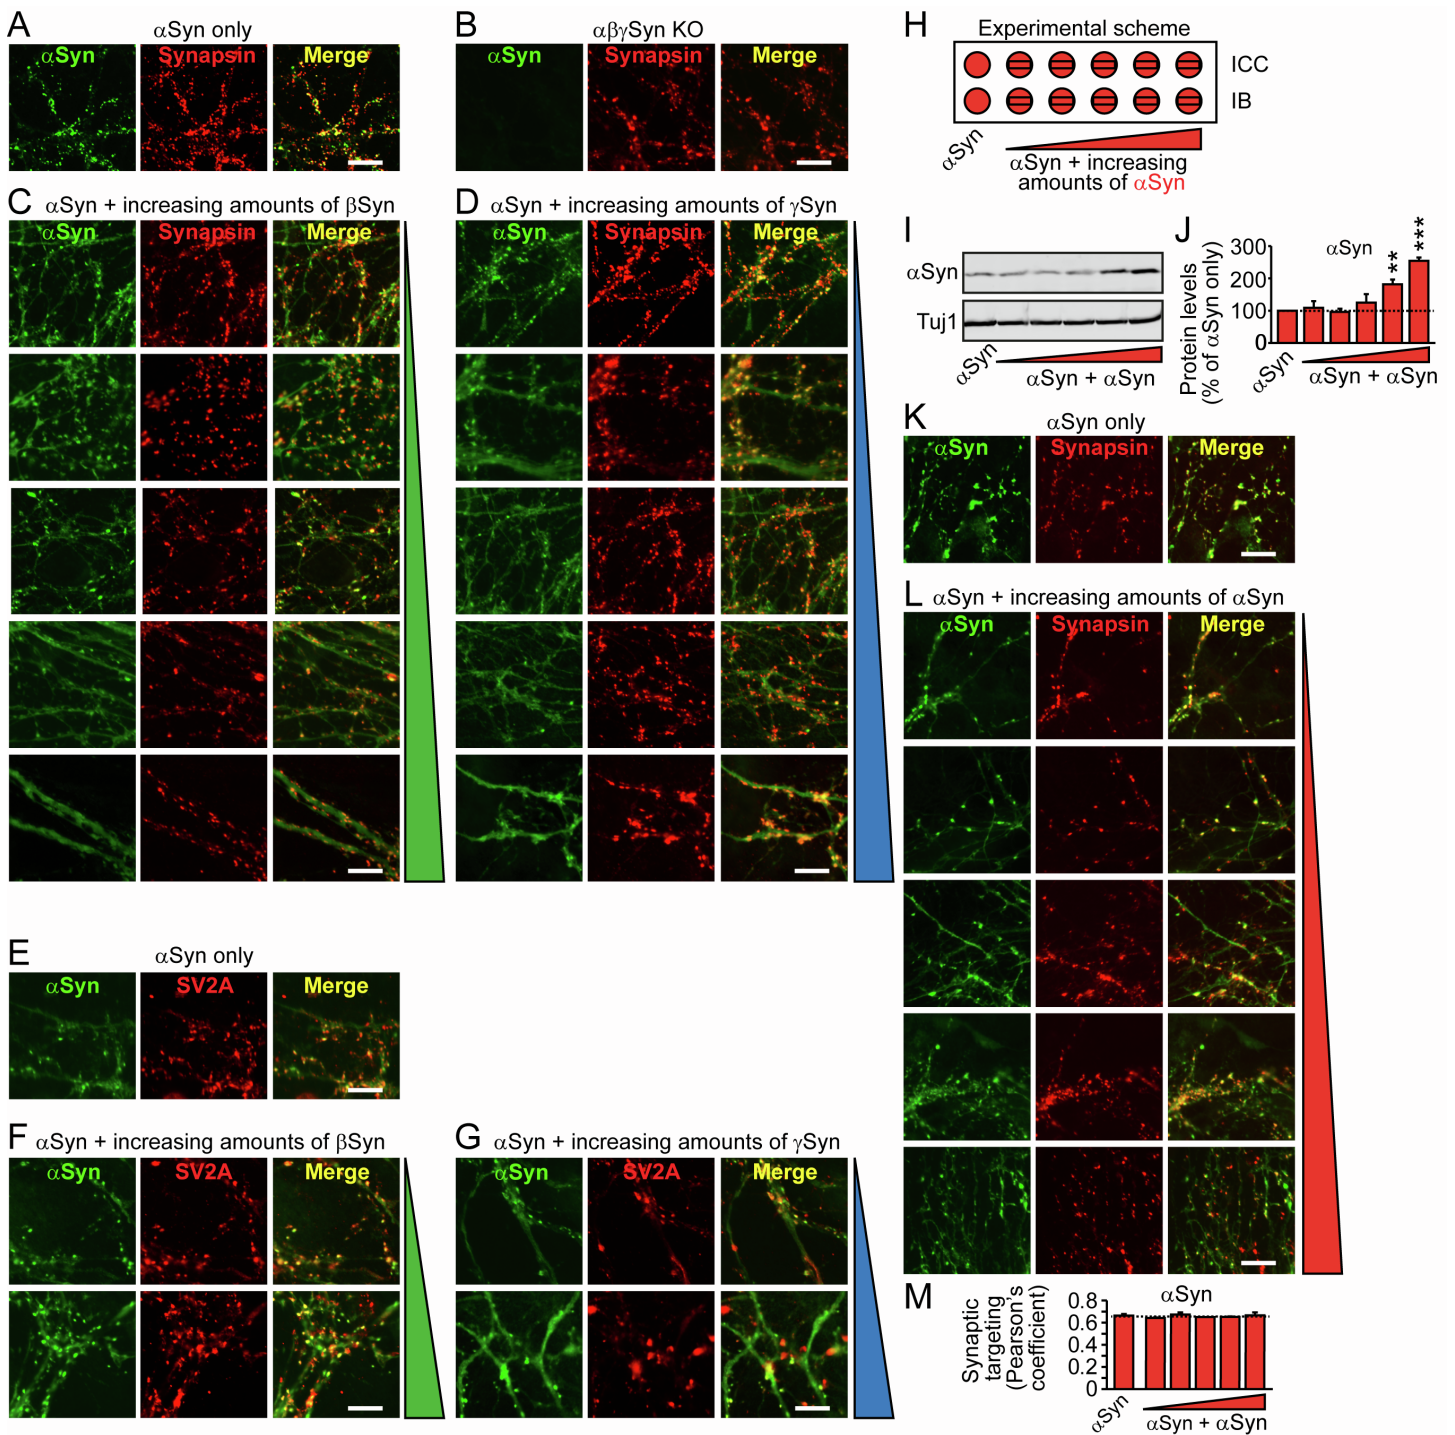 A
αSyn only
αSyn
Synapsin
Merge
B
αβγSyn KO
αSyn
Synapsin
Merge
C
αSyn + increasing amounts of βSyn
αSyn
Synapsin
Merge
D
αSyn + increasing amounts of γSyn
αSyn
Synapsin
Merge
E
αSyn only
αSyn
SV2A
Merge
F
αSyn + increasing amounts of βSyn
αSyn
SV2A
Merge
G
αSyn + increasing amounts of γSyn
αSyn
SV2A
Merge
H
Experimental scheme
ICC
IB
αSyn
αSyn + increasing
amounts of αSyn
I
αSyn
Tuj1
αSyn
αSyn + αSyn
J
Protein levels
(% of αSyn only)
300
200
100
0
αSyn
**
***
αSyn
αSyn + αSyn
K
αSyn only
αSyn
Synapsin
Merge
L
αSyn + increasing amounts of αSyn
αSyn
Synapsin
Merge
M
Synaptic
targeting
(Pearson's
coefficient)
0.8
0.6
0.4
0.2
0
αSyn
αSyn
αSyn + αSyn